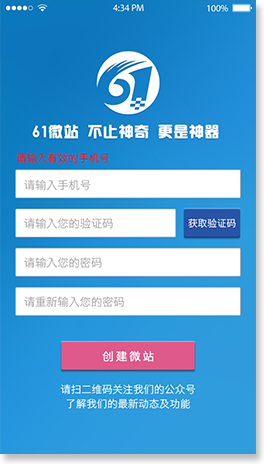 4:34 PM 100%
61
61微站 不止神奇 更是神器
请输入有效的手机号
请输入手机号
请输入您的验证码 获取验证码
请输入您的密码
请重新输入您的密码
创建微站
请扫二维码关注我们的公众号
了解我们的最新动态及功能